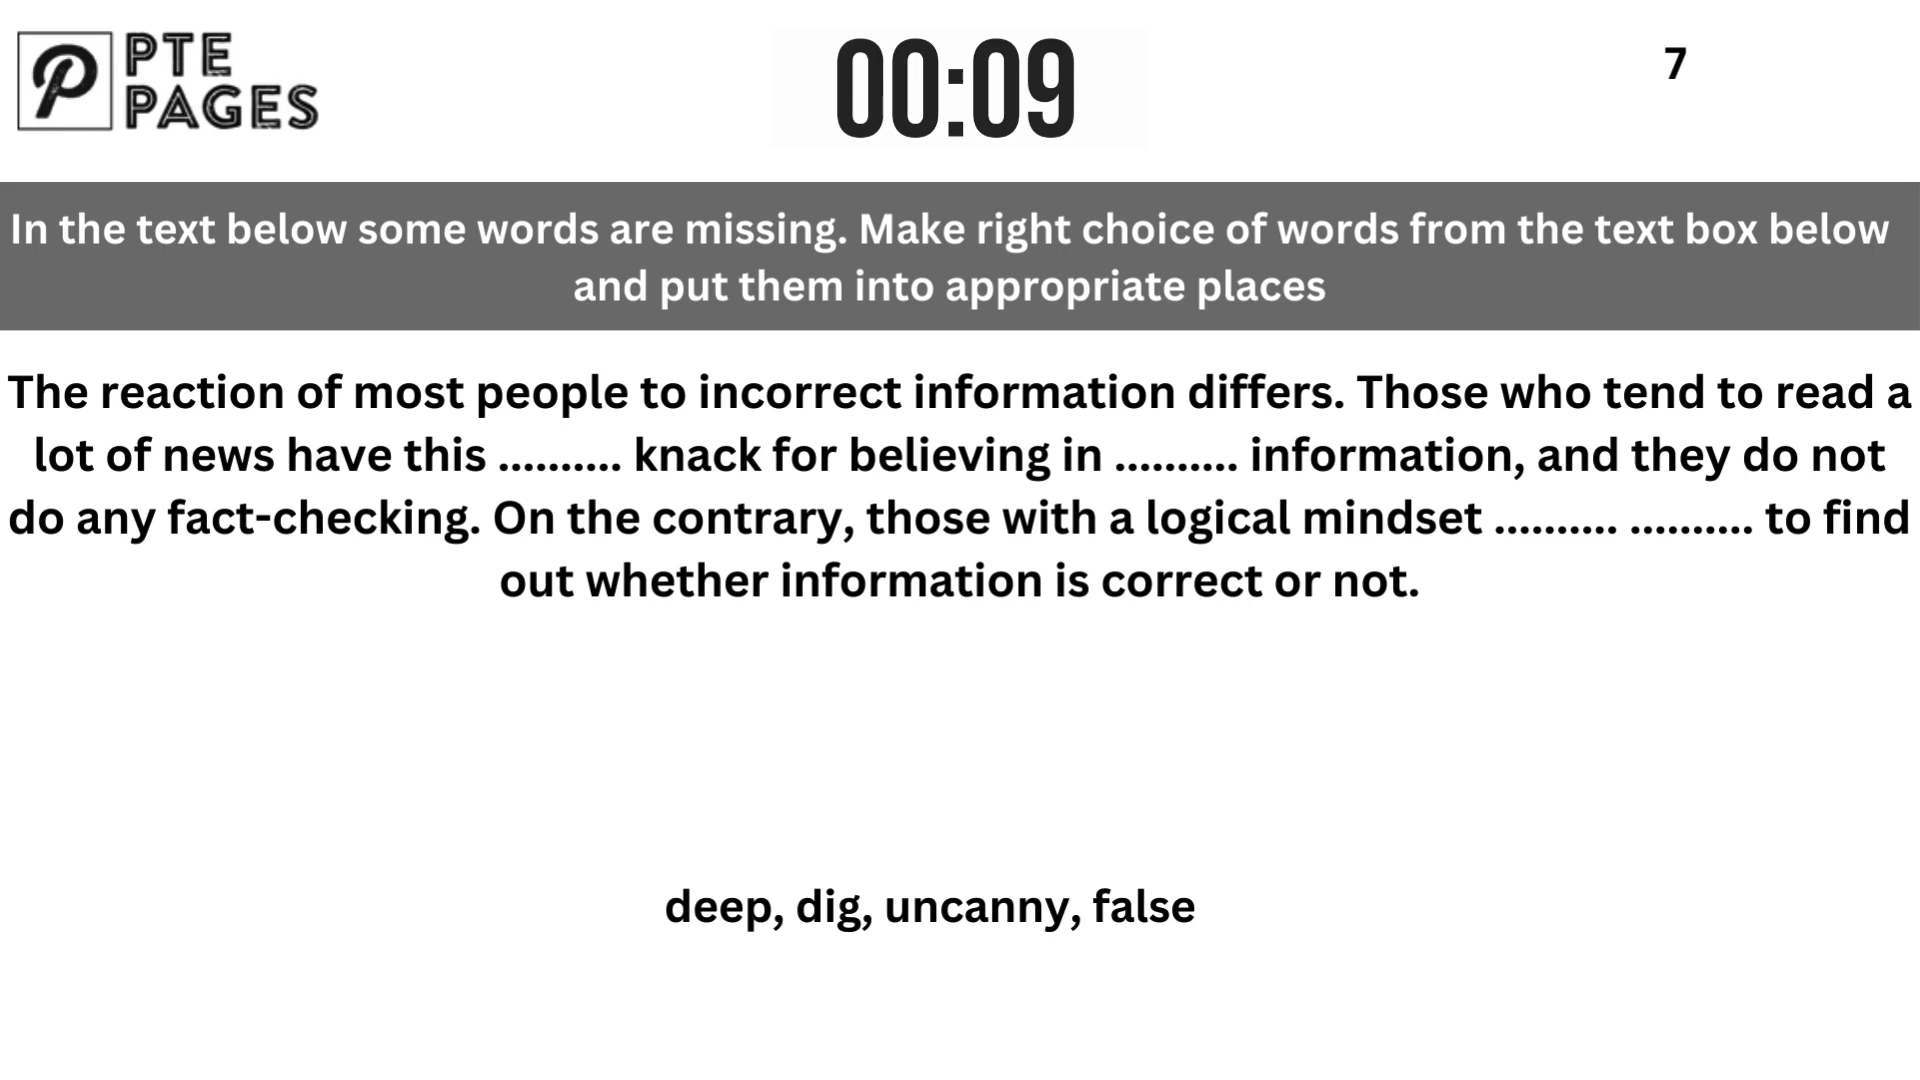 PTE
PAGES
00:09
7
In the text below some words are missing. Make right choice of words from the text box below
and put them into appropriate places
The reaction of most people to incorrect information differs. Those who tend to read a
lot of news have this .......... knack for believing in .......... information, and they do not
do any fact-checking. On the contrary, those with a logical mindset .......... .......... to find
out whether information is correct or not.
deep, dig, uncanny, false